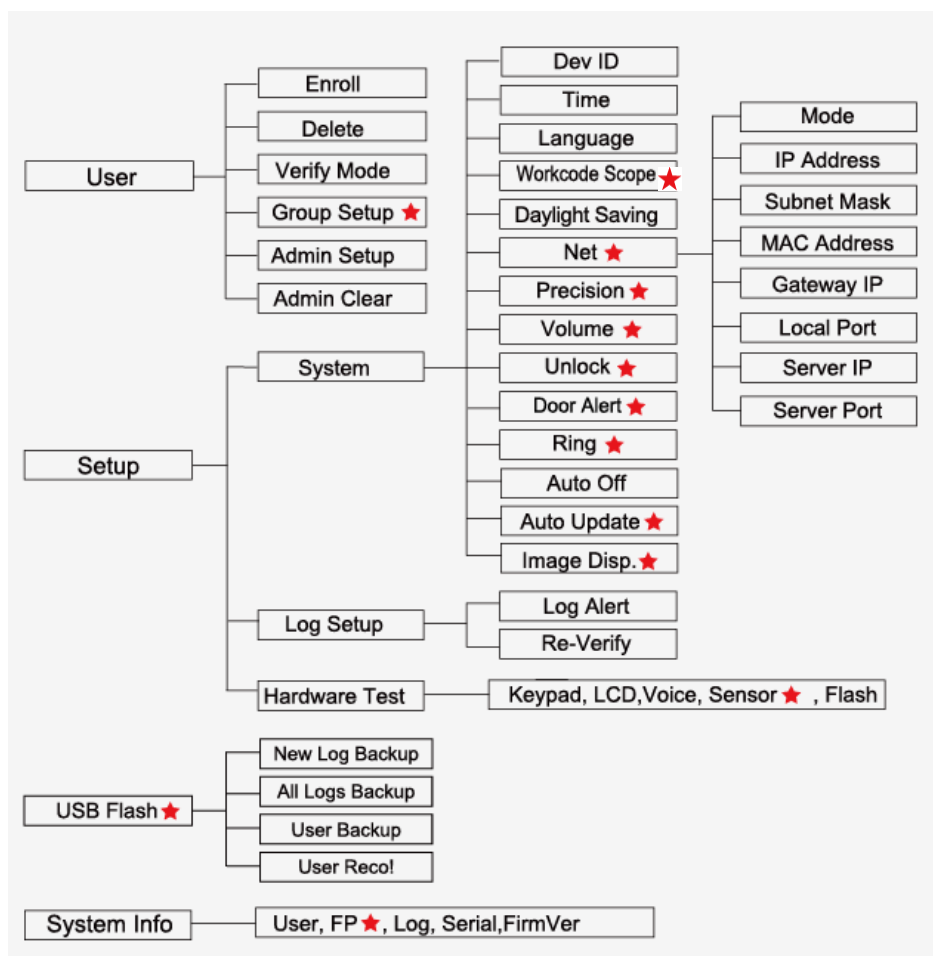 User
Enroll
Delete
Verify Mode
Group Setup ★
Admin Setup
Admin Clear
Setup
System
Dev ID
Time
Language
Workcode Scope ★
Daylight Saving
Net ★
Mode
IP Address
Subnet Mask
MAC Address
Gateway IP
Local Port
Server IP
Server Port
Precision ★
Volume ★
Unlock ★
Door Alert ★
Ring ★
Auto Off
Auto Update ★
Image Disp. ★
Log Setup
Log Alert
Re-Verify
Hardware Test
Keypad, LCD,Voice, Sensor ★ , Flash
USB Flash ★
New Log Backup
All Logs Backup
User Backup
User Reco!
System Info
User, FP ★, Log, Serial,FirmVer